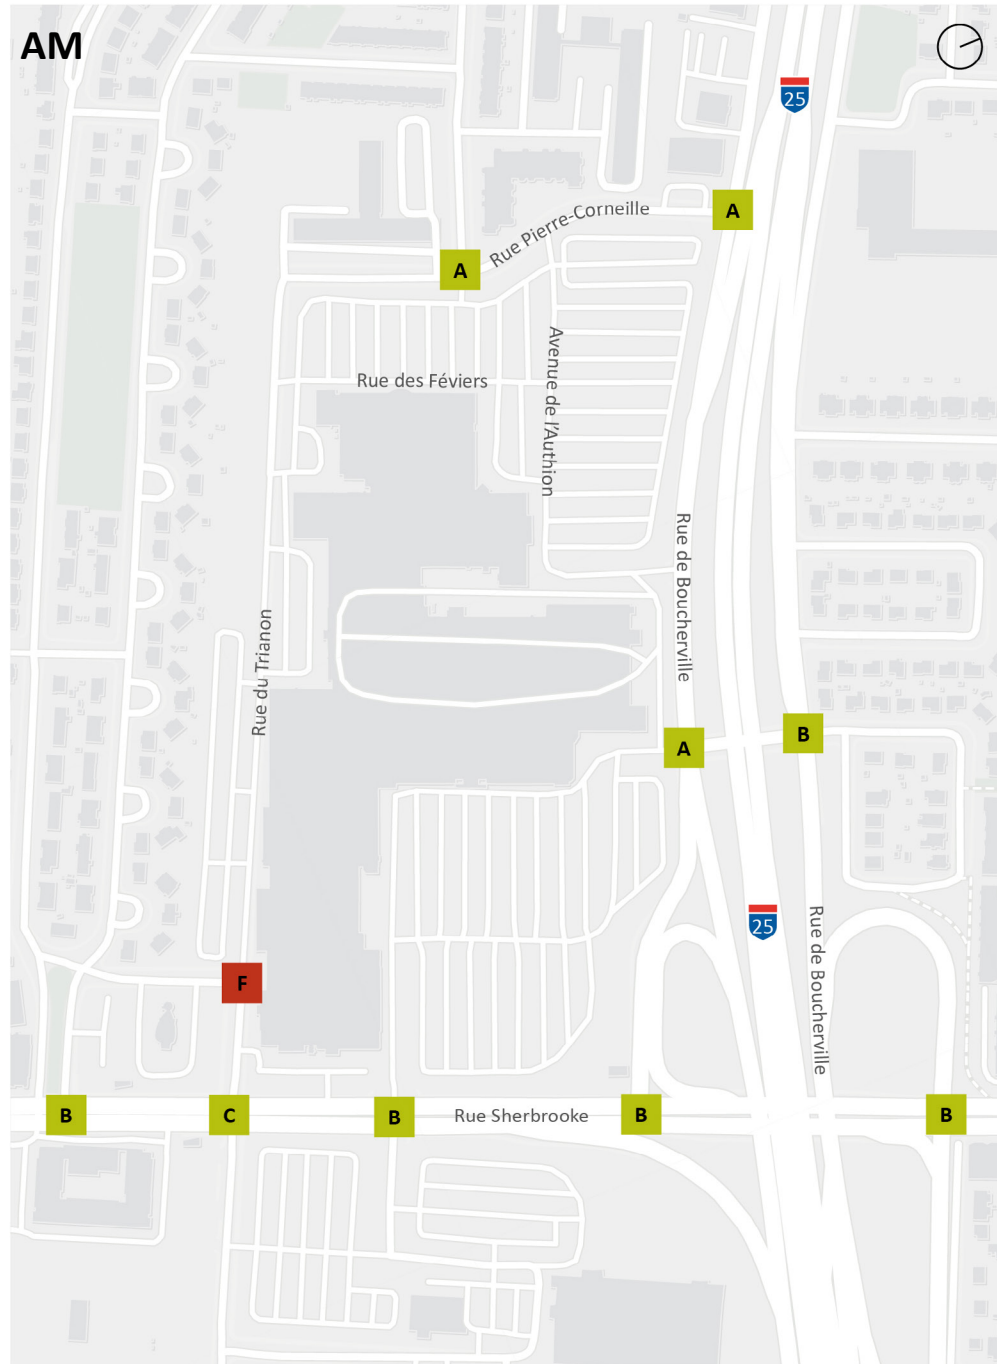 AM
25
A
Rue Pierre-Corneille
A
Avenue de l'Authion
Rue des Féviers
Rue de Boucherville
Rue du Trianon
A
B
25
Rue de Boucherville
F
B
C
B
Rue Sherbrooke
B
B